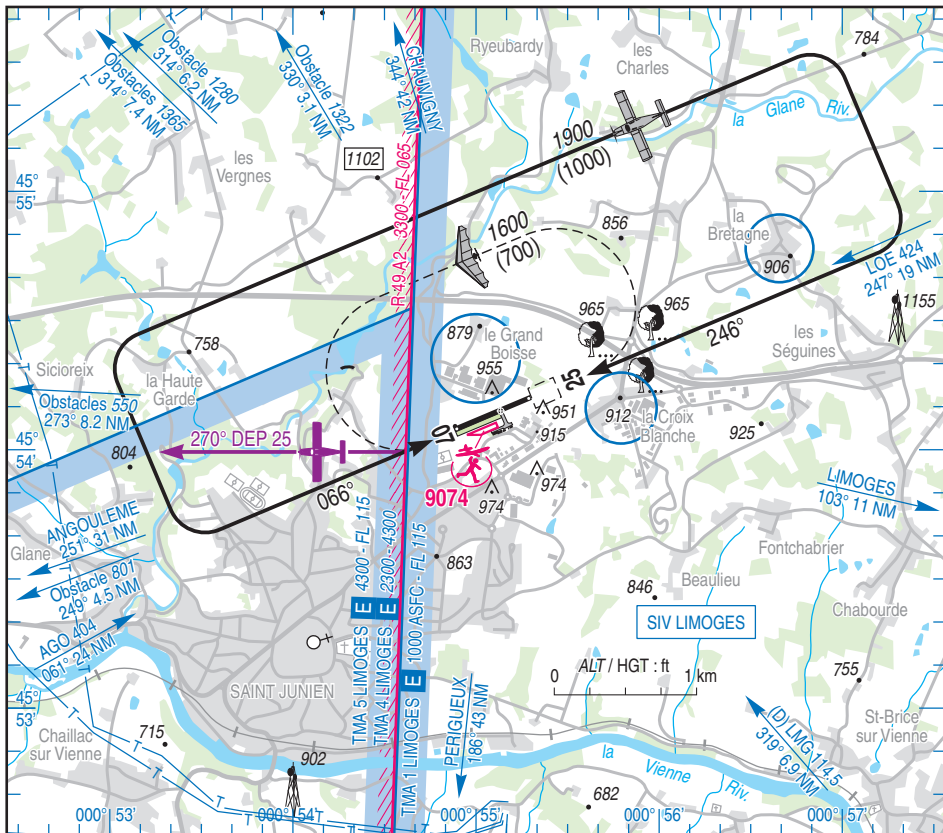 Obstacle 1280
314° 6.2 NM
Obstacles 1365
314° 7.4 NM
Obstacle 1322
330° 3.1 NM
CHAUVIGNY
344° 42 NM
Ryeubardy
les
Charles
784
la Glane Riv.
1900
(1000)
les
Vergnes
1102
45°
55'
R 49 A2 3300 - FL 065
1600
(700)
856
la
Bretagne
906
LOE 424
247° 19 NM
1155
965
965
246°
les
Séguines
879
le Grand
Boisse
955
758
Sicioreix
la Haute
Garde
Obstacles 550
273° 8.2 NM
25
07
951
915
912
la Croix
Blanche
925
45°
54'
804
270° DEP 25
066°
9074
974
974
LIMOGES
103° 11 NM
ANGOULEME
251° 31 NM
Glane
Obstacle 801
249° 4.5 NM
AGO 404
061° 24 NM
863
Fontchabrier
Beaulieu
846
Chabourde
SIV LIMOGES
TMA 5 LIMOGES E 4300 - FL 115
TMA 4 LIMOGES E 2300-4300
TMA 1 LIMOGES E 1000 ASFC - FL 115
ALT / HGT : ft
0 1 km
755
SAINT JUNIEN
45°
53'
PERIGUEUX
186° 43 NM
(D) LMG 114.5
319° 6.9 NM
St-Brice
sur Vienne
Chaillac
sur Vienne
715
902
la Vienne Riv.
682
T T T T T T
000° 53' 000° 54' 000° 55' 000° 56' 000° 57'